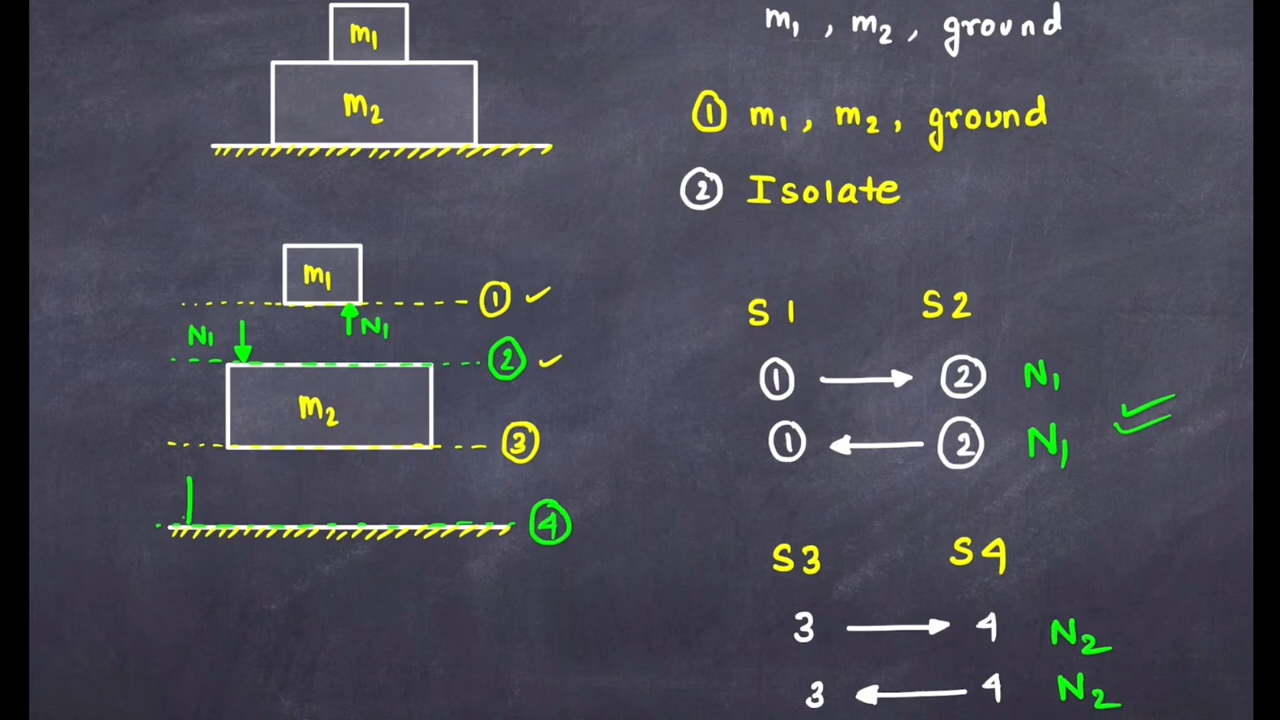 m₁
m₂
m₁ , m₂ , ground
① m₁ , m₂ , ground
② Isolate
m₁
①
N₁
N₁
②
m₂
③
④
S1 S2
① → ② N₁
① ← ② N₁
S3 S4
3 → 4 N₂
3 ← 4 N₂